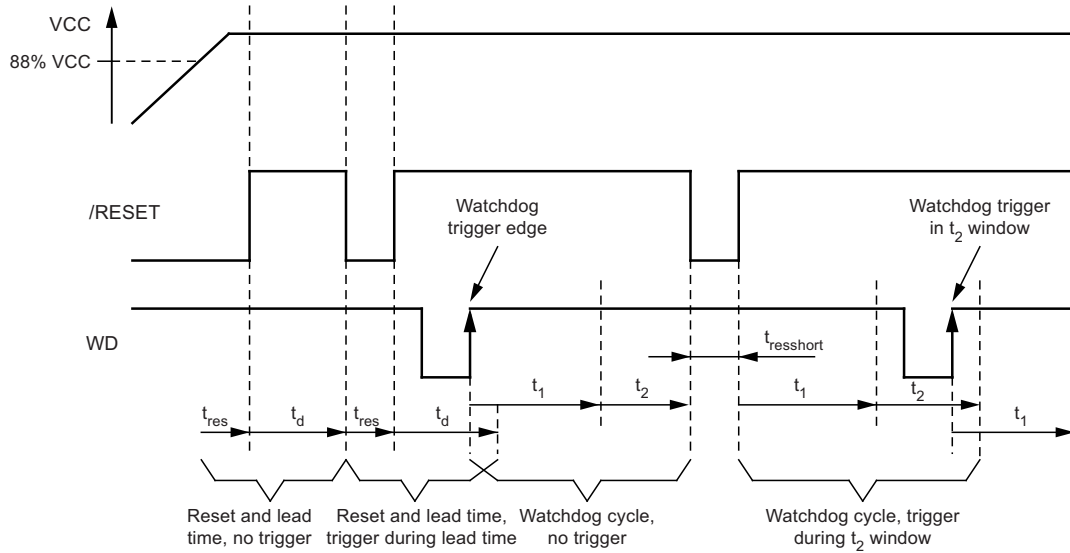 VCC
88% VCC
/RESET
Watchdog
trigger edge
Watchdog trigger
in t2 window
WD
tresshort
t1
t2
t1
t2
tres
td
tres
td
t1
Reset and lead
time, no trigger
Reset and lead time,
trigger during lead time
Watchdog cycle,
no trigger
Watchdog cycle, trigger
during t2 window